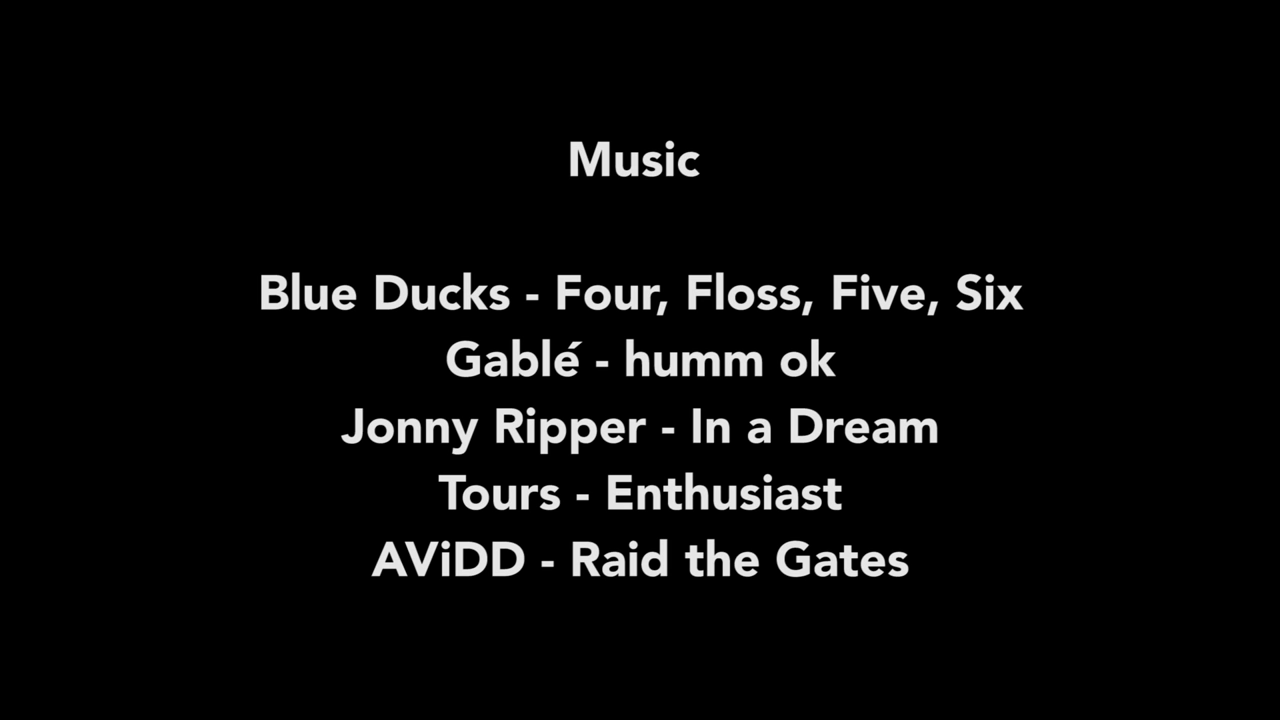 Music
Blue Ducks - Four, Floss, Five, Six
Gablé - humm ok
Jonny Ripper - In a Dream
Tours - Enthusiast
AViDD - Raid the Gates